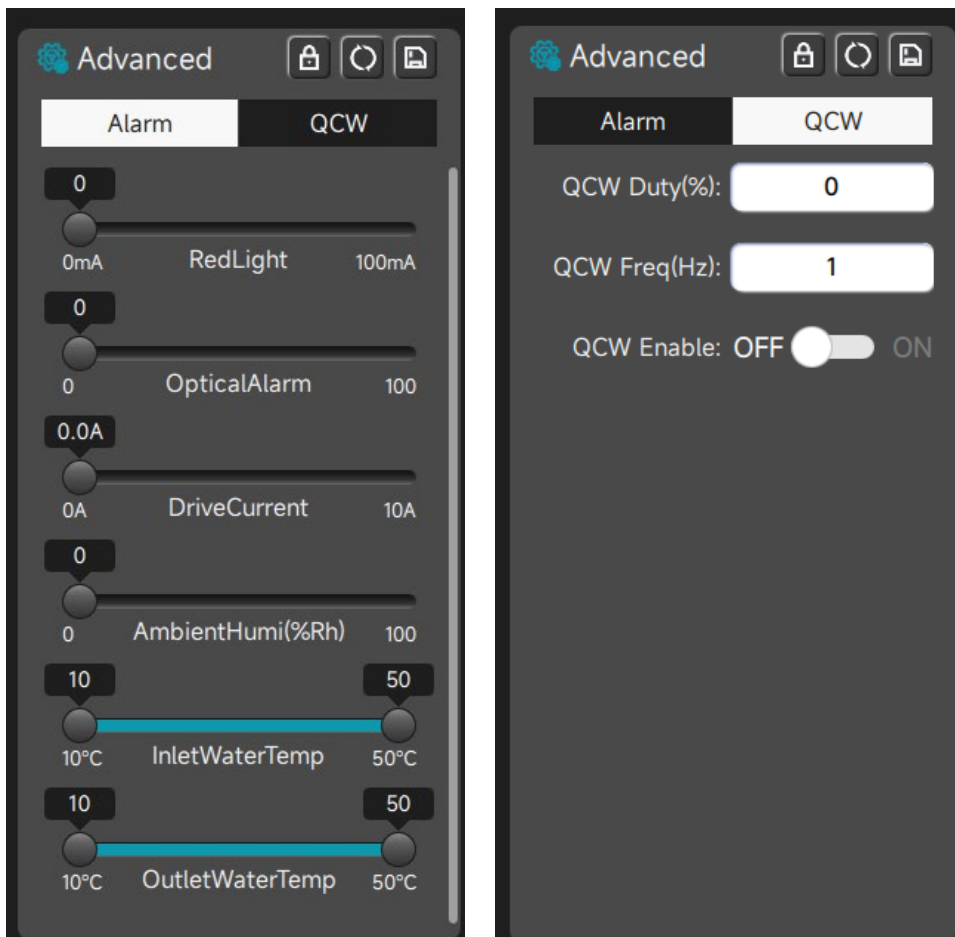 Advanced
Alarm QCW
0
0mA RedLight 100mA
0
0 OpticalAlarm 100
0.0A
0A DriveCurrent 10A
0
0 AmbientHumi(%Rh) 100
10 50
10°C InletWaterTemp 50°C
10 50
10°C OutletWaterTemp 50°C
Advanced
Alarm QCW
QCW Duty(%): 0
QCW Freq(Hz): 1
QCW Enable: OFF ON